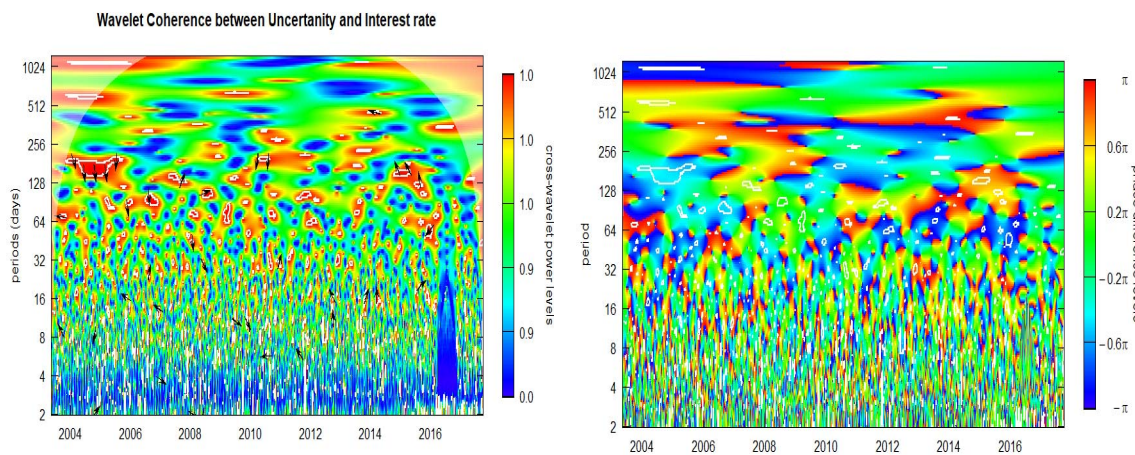 Wavelet Coherence between Uncertanity and Interest rate
periods (days)
1024
512
256
128
64
32
16
8
4
2
2004 2006 2008 2010 2012 2014 2016
1.0
1.0
1.0
0.9
0.9
0.0
cross-wavelet power levels
period
1024
512
256
128
64
32
16
8
4
2
2004 2006 2008 2010 2012 2014 2016
π
0.6π
0.2π
−0.2π
−0.6π
−π
phase difference levels